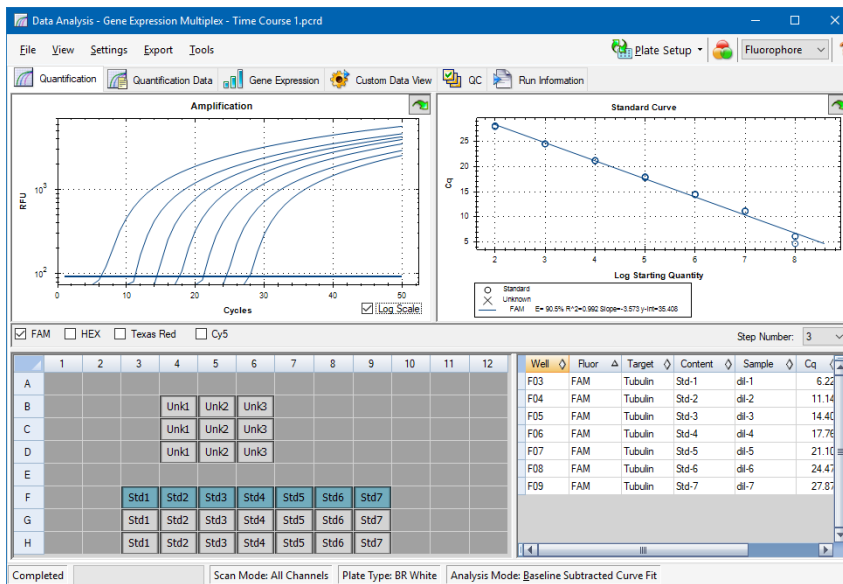 Data Analysis - Gene Expression Multiplex - Time Course 1.pcrd
File View Settings Export Tools Plate Setup Fluorophore
Quantification Quantification Data Gene Expression Custom Data View QC Run Information
Amplification
RFU
10^3
10^2
0 10 20 30 40 50
Cycles
Log Scale
Standard Curve
Cq
25
20
15
10
5
2 3 4 5 6 7 8
Log Starting Quantity
Standard
Unknown
FAM E= 90.5% R^2=0.992 Slope=-3.573 y-int=35.408
FAM HEX Texas Red Cy5 Step Number: 3
1 2 3 4 5 6 7 8 9 10 11 12
A
B Unk1 Unk2 Unk3
C Unk1 Unk2 Unk3
D Unk1 Unk2 Unk3
E
F Std1 Std2 Std3 Std4 Std5 Std6 Std7
G Std1 Std2 Std3 Std4 Std5 Std6 Std7
H Std1 Std2 Std3 Std4 Std5 Std6 Std7
Well Fluor Target Content Sample Cq
F03 FAM Tubulin Std-1 dil-1 6.22
F04 FAM Tubulin Std-2 dil-2 11.14
F05 FAM Tubulin Std-3 dil-3 14.40
F06 FAM Tubulin Std-4 dil-4 17.76
F07 FAM Tubulin Std-5 dil-5 21.10
F08 FAM Tubulin Std-6 dil-6 24.47
F09 FAM Tubulin Std-7 dil-7 27.87
Completed Scan Mode: All Channels Plate Type: BR White Analysis Mode: Baseline Subtracted Curve Fit